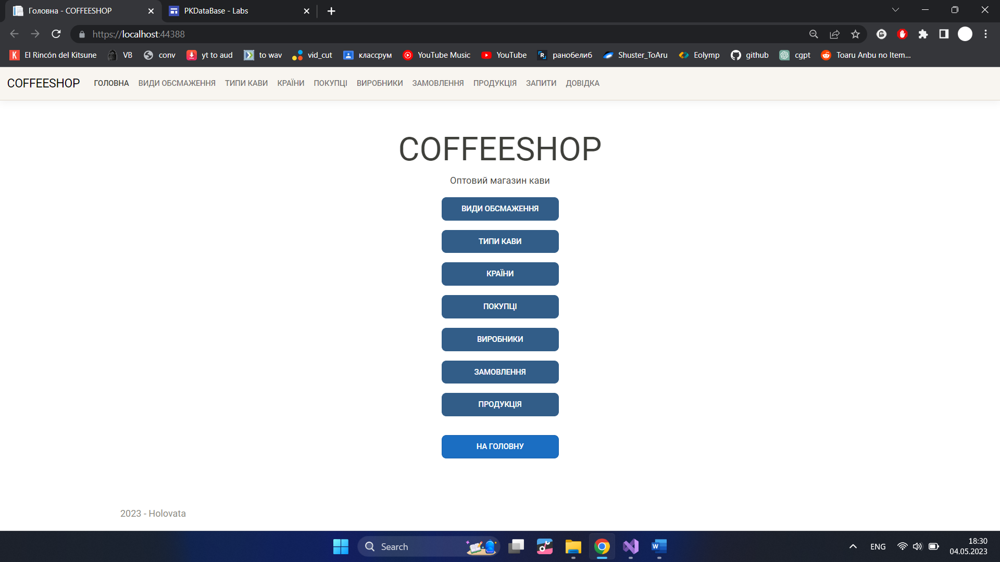 Головна - COFFEESHOP
PKDataBase - Labs
https://localhost:44388
El Rincón del Kitsune VB conv yt to aud to wav vid_cut классрум YouTube Music YouTube ранобелиб Shuster_ToAru Eolymp github cgpt Toaru Anbu no Item...
COFFEESHOP ГОЛОВНА ВИДИ ОБСМАЖЕННЯ ТИПИ КАВИ КРАЇНИ ПОКУПЦІ ВИРОБНИКИ ЗАМОВЛЕННЯ ПРОДУКЦІЯ ЗАПИТИ ДОВІДКА
COFFEESHOP
Оптовий магазин кави
ВИДИ ОБСМАЖЕННЯ
ТИПИ КАВИ
КРАЇНИ
ПОКУПЦІ
ВИРОБНИКИ
ЗАМОВЛЕННЯ
ПРОДУКЦІЯ
НА ГОЛОВНУ
2023 - Holovata
Search
ENG
18:30
04.05.2023